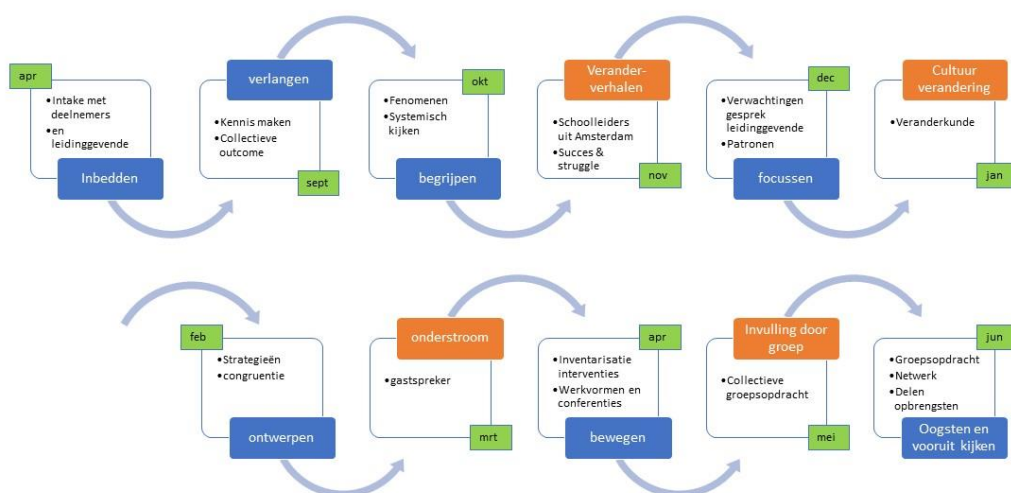 apr
• Intake met
deelnemers
• en
leidinggevende
Inbedden
verlangen
• Kennis maken
• Collectieve
outcome
sept
okt
• Fenomenen
• Systemisch
kijken
begrijpen
Verander-
verhalen
• Schoolleiders
uit Amsterdam
• Succes &
struggle
nov
dec
• Verwachtingen
gesprek
leidinggevende
• Patronen
focussen
Cultuur
verandering
• Veranderkunde
jan
feb
• Strategieën
• congruentie
ontwerpen
onderstroom
• gastspreker
mrt
apr
• Inventarisatie
interventies
• Werkvormen en
conferenties
bewegen
Invulling door
groep
• Collectieve
groepsopdracht
mei
jun
• Groepsopdracht
• Netwerk
• Delen
opbrengsten
Oogsten en
vooruit kijken